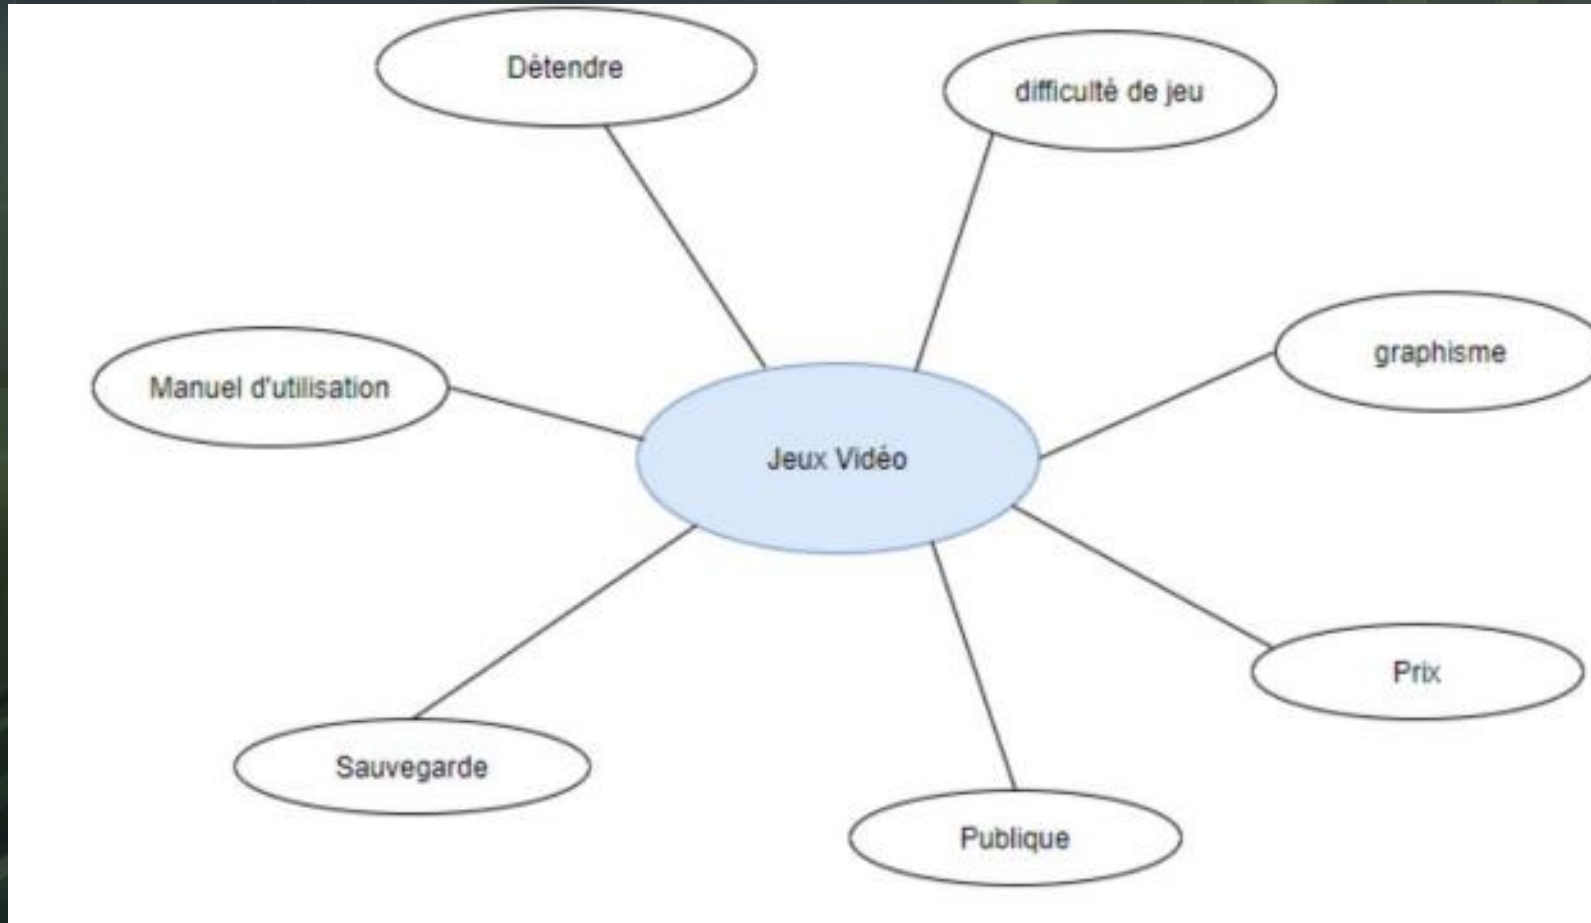 Détendre
difficulté de jeu
graphisme
Manuel d'utilisation
Jeux Vidéo
Prix
Sauvegarde
Publique